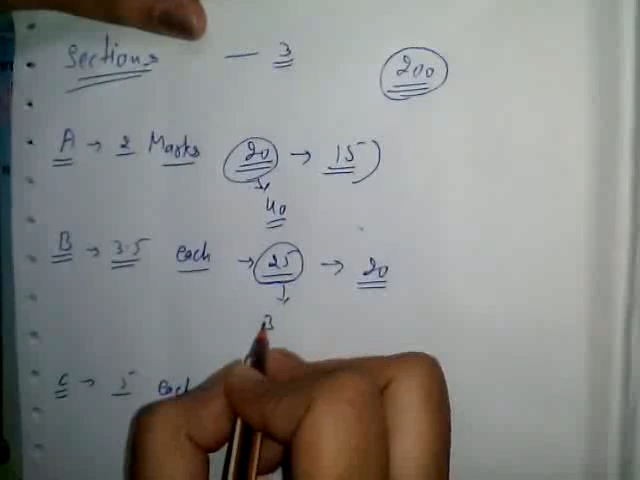 Sections — 3
200
A → 2 Marks 20 → 15)
40
B → 3.5 each → 25 → 20
C → 5 each